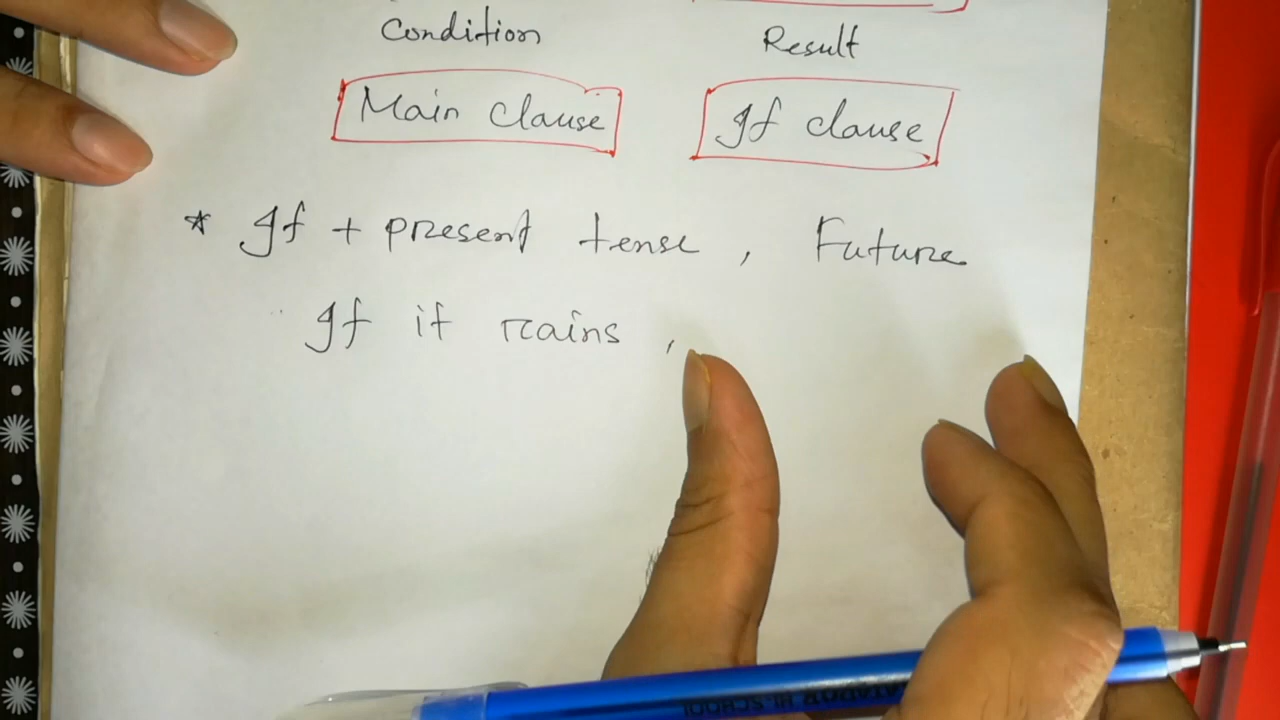 Condition Result
Main Clause If clause
* If + present tense , Future
If it rains ,